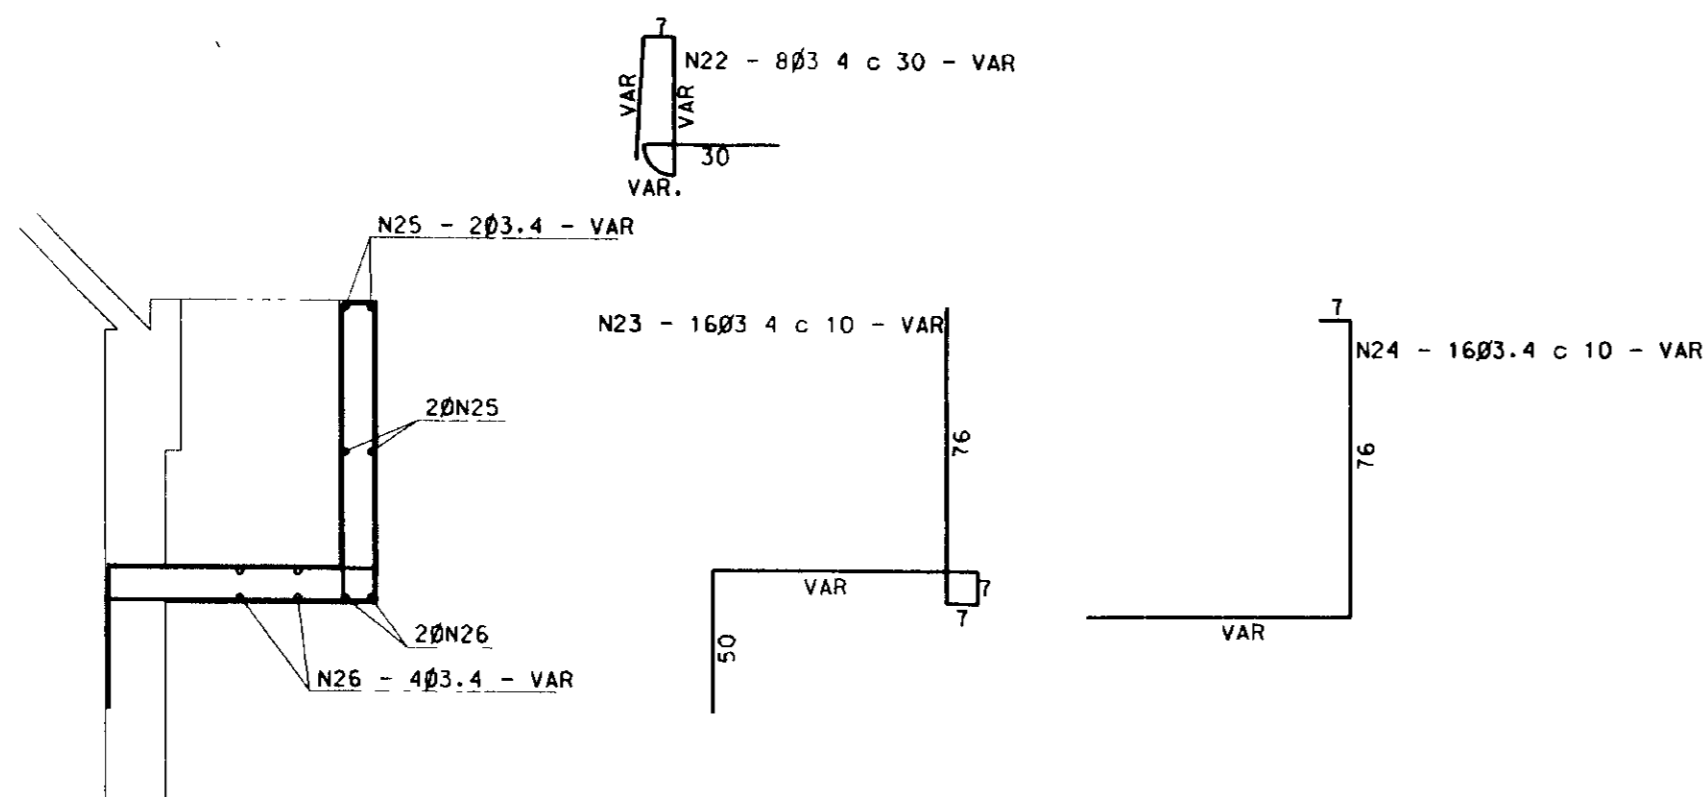 7
N22 - 8Ø3 4 c 30 - VAR
VAR
VAR
30
VAR.
N25 - 2Ø3.4 - VAR
N23 - 16Ø3 4 c 10 - VAR
7
N24 - 16Ø3.4 c 10 - VAR
2ØN25
76
76
VAR
7
7
50
VAR
2ØN26
N26 - 4Ø3.4 - VAR